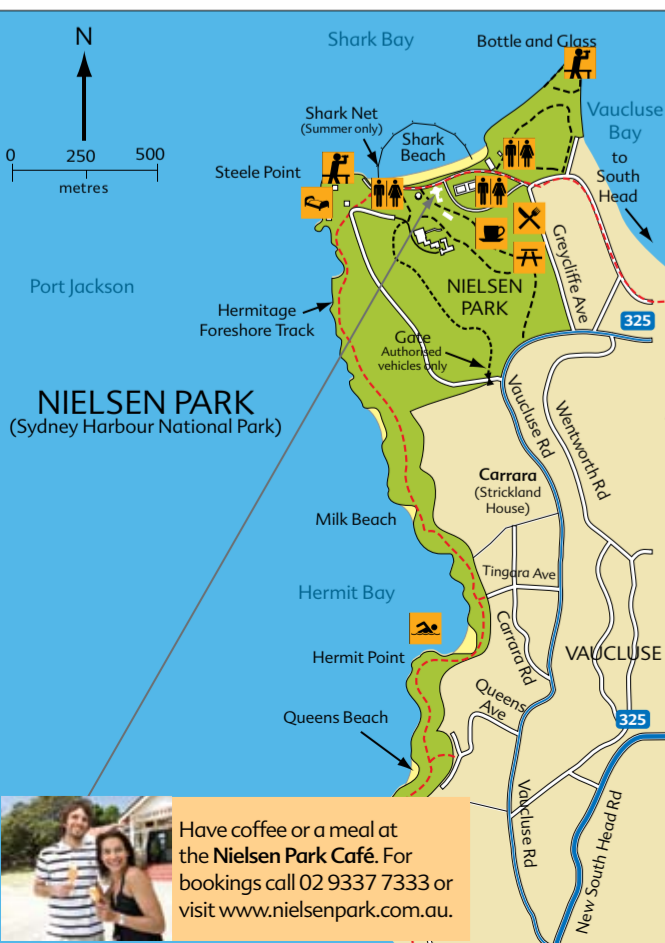 N
0 250 500
metres
Shark Bay
Bottle and Glass
Shark Net
(Summer only)
Shark
Beach
Vaucluse
Bay
to
South
Head
Steele Point
Port Jackson
Hermitage
Foreshore Track
NIELSEN
PARK
Greycliffe Ave
325
Gate
Authorised
vehicles only
NIELSEN PARK
(Sydney Harbour National Park)
Vaucluse Rd
Wentworth Rd
Carrara
(Strickland
House)
Milk Beach
Tingara Ave
Hermit Bay
Carrara Rd
Hermit Point
VAUCLUSE
Queens
Ave
Queens Beach
325
Vaucluse Rd
New South Head Rd
Have coffee or a meal at
the Nielsen Park Café. For
bookings call 02 9337 7333 or
visit www.nielsenpark.com.au.